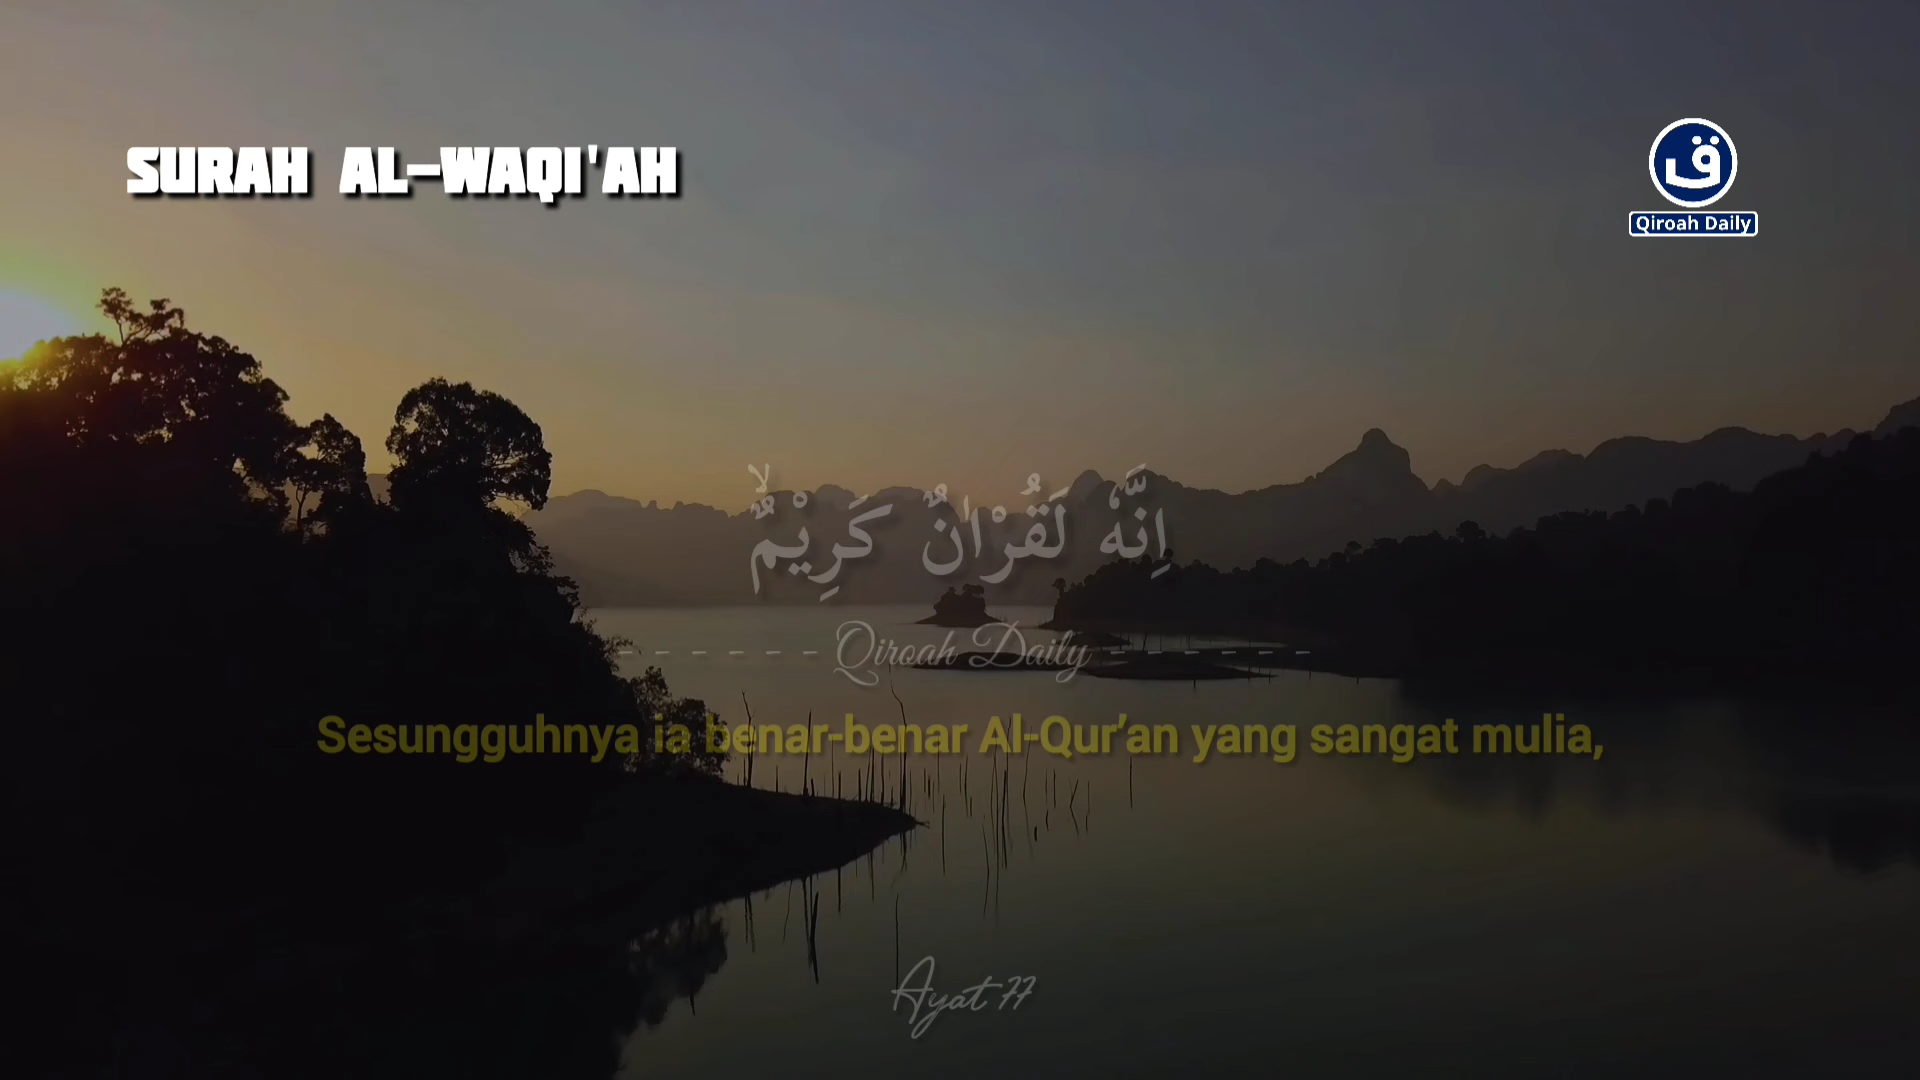 SURAH AL-WAQI'AH
ق
Qiroah Daily
اِنَّهٗ لَقُرْاٰنٌ كَرِيْمٌۙ
- - - - - - Qiroah Daily - - - - - -
Sesungguhnya ia benar-benar Al-Qur’an yang sangat mulia,
Ayat 77